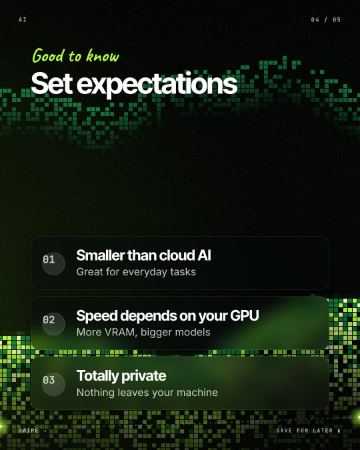 AI
04 / 05
Good to know
Set expectations
01
Smaller than cloud AI
Great for everyday tasks
02
Speed depends on your GPU
More VRAM, bigger models
03
Totally private
Nothing leaves your machine
SWIPE
SAVE FOR LATER